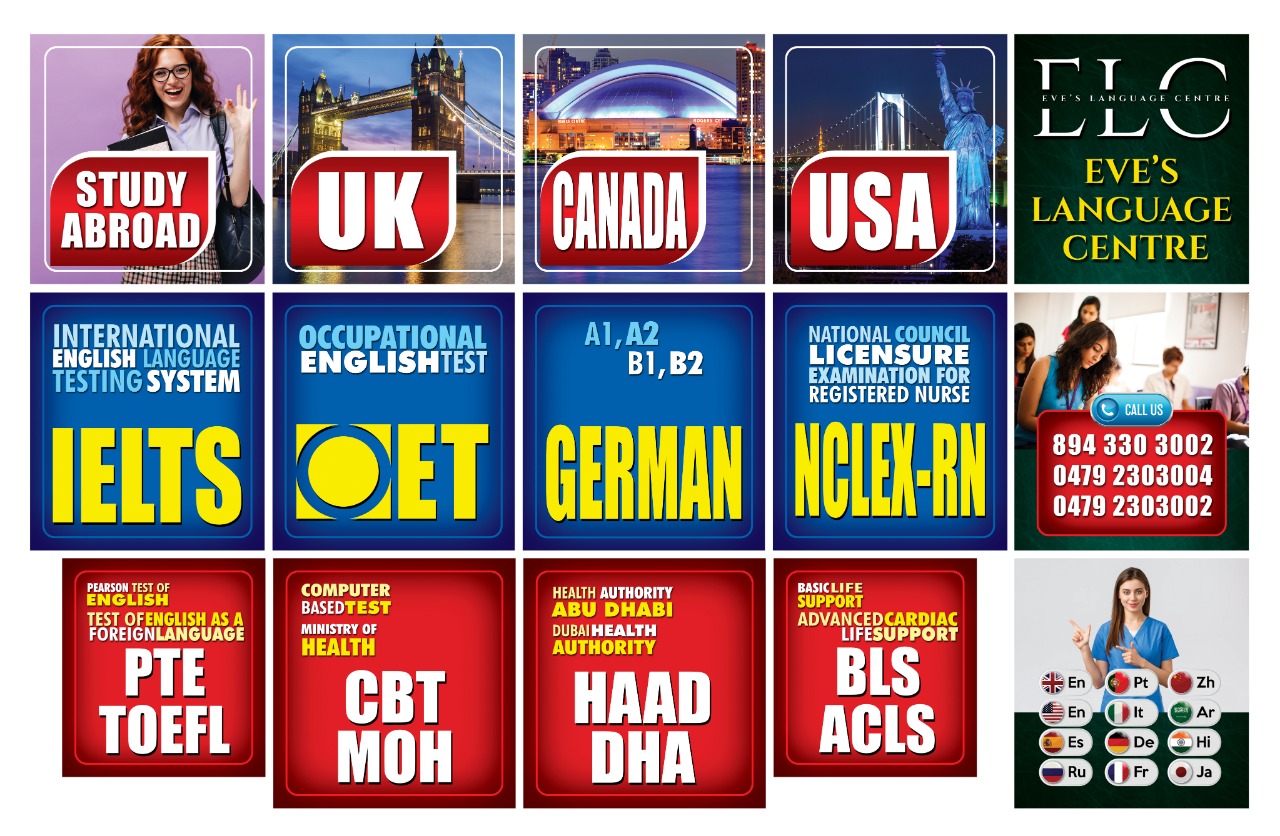 STUDY
ABROAD
UK
CANADA
USA
ELC
EVE'S LANGUAGE CENTRE
EVE'S
LANGUAGE
CENTRE
INTERNATIONAL
ENGLISH LANGUAGE
TESTING SYSTEM
IELTS
OCCUPATIONAL
ENGLISHTEST
OET
A1, A2
B1, B2
GERMAN
NATIONAL COUNCIL
LICENSURE
EXAMINATION FOR
REGISTERED NURSE
NCLEX-RN
CALL US
894 330 3002
0479 2303004
0479 2303002
PEARSON TEST OF
ENGLISH
TEST OF ENGLISH AS A
FOREIGN LANGUAGE
PTE
TOEFL
COMPUTER
BASED TEST
MINISTRY OF
HEALTH
CBT
MOH
HEALTH AUTHORITY
ABU DHABI
DUBAI HEALTH
AUTHORITY
HAAD
DHA
BASIC LIFE
SUPPORT
ADVANCED CARDIAC
LIFE SUPPORT
BLS
ACLS
En Pt Zh
En It Ar
Es De Hi
Ru Fr Ja